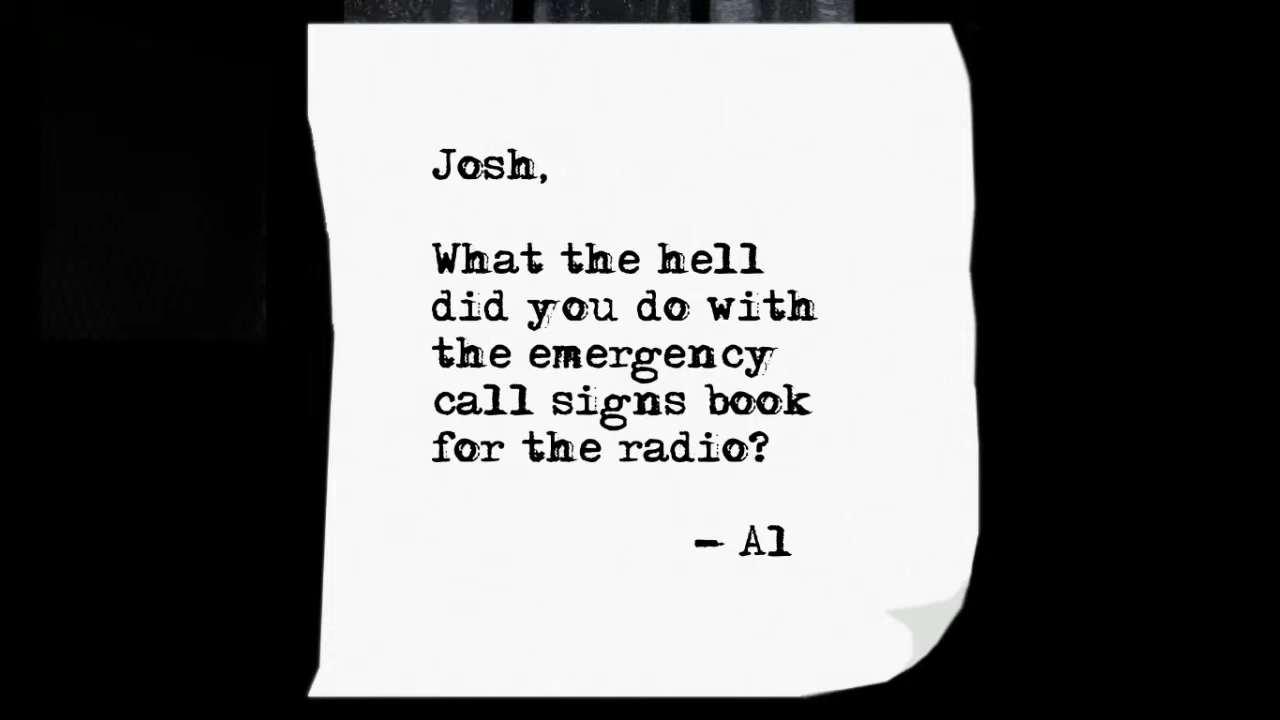 Josh,
What the hell
did you do with
the emergency
call signs book
for the radio?
– Al